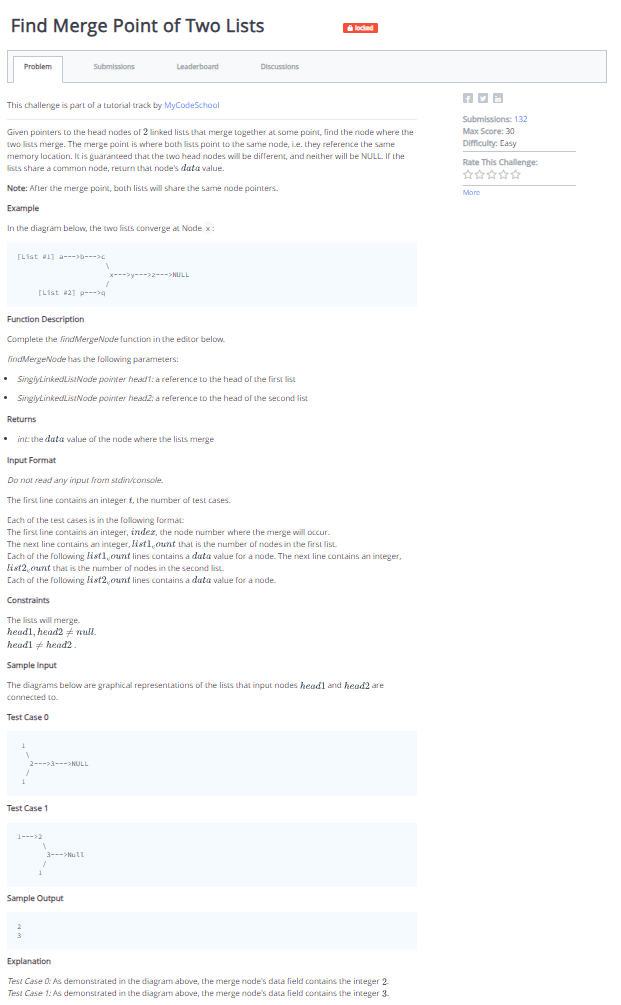 Find Merge Point of Two Lists
locked
Problem
Submissions
Leaderboard
Discussions
This challenge is part of a tutorial track by MyCodeSchool
Given pointers to the head nodes of 2 linked lists that merge together at some point, find the node where the
two lists merge. The merge point is where both lists point to the same node, i.e. they reference the same
memory location. It is guaranteed that the two head nodes will be different, and neither will be NULL. If the
lists share a common node, return that node's data value.
Note: After the merge point, both lists will share the same node pointers.
Example
In the diagram below, the two lists converge at Node x:
[List #1] a--->b--->c
\
x--->y--->z--->NULL
/
[List #2] p--->q
Function Description
Complete the findMergeNode function in the editor below.
findMergeNode has the following parameters:
• SinglyLinkedListNode pointer head1: a reference to the head of the first list
• SinglyLinkedListNode pointer head2: a reference to the head of the second list
Returns
• int: the data value of the node where the lists merge
Input Format
Do not read any input from stdin/console.
The first line contains an integer t, the number of test cases.
Each of the test cases is in the following format:
The first line contains an integer, index, the node number where the merge will occur.
The next line contains an integer, list1count that is the number of nodes in the first list.
Each of the following list1count lines contains a data value for a node. The next line contains an integer,
list2count that is the number of nodes in the second list.
Each of the following list2count lines contains a data value for a node.
Constraints
The lists will merge.
head1, head2 ≠ null.
head1 ≠ head2 .
Sample Input
The diagrams below are graphical representations of the lists that input nodes head1 and head2 are
connected to.
Test Case 0
1
\
2--->3--->NULL
/
1
Test Case 1
1--->2
\
3--->Null
/
1
Sample Output
2
3
Explanation
Test Case 0: As demonstrated in the diagram above, the merge node's data field contains the integer 2.
Test Case 1: As demonstrated in the diagram above, the merge node's data field contains the integer 3.
f
in
Submissions: 132
Max Score: 30
Difficulty: Easy
Rate This Challenge:
More